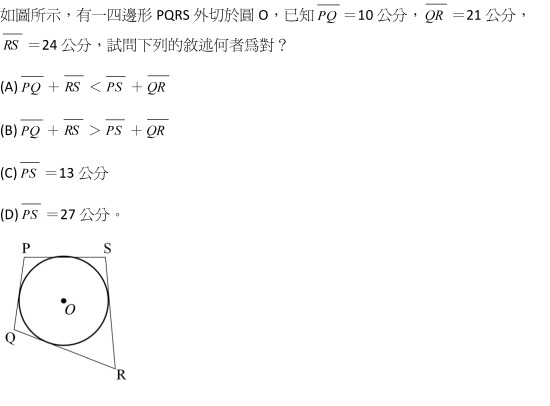 如圖所示，有一四邊形 PQRS 外切於圓 O，已知 $\overline{PQ}$ ＝10 公分， $\overline{QR}$ ＝21 公分，
$\overline{RS}$ ＝24 公分，試問下列的敘述何者為對？
(A) $\overline{PQ}$ ＋ $\overline{RS}$ ＜ $\overline{PS}$ ＋ $\overline{QR}$
(B) $\overline{PQ}$ ＋ $\overline{RS}$ ＞ $\overline{PS}$ ＋ $\overline{QR}$
(C) $\overline{PS}$ ＝13 公分
(D) $\overline{PS}$ ＝27 公分。
P S
O
Q
R